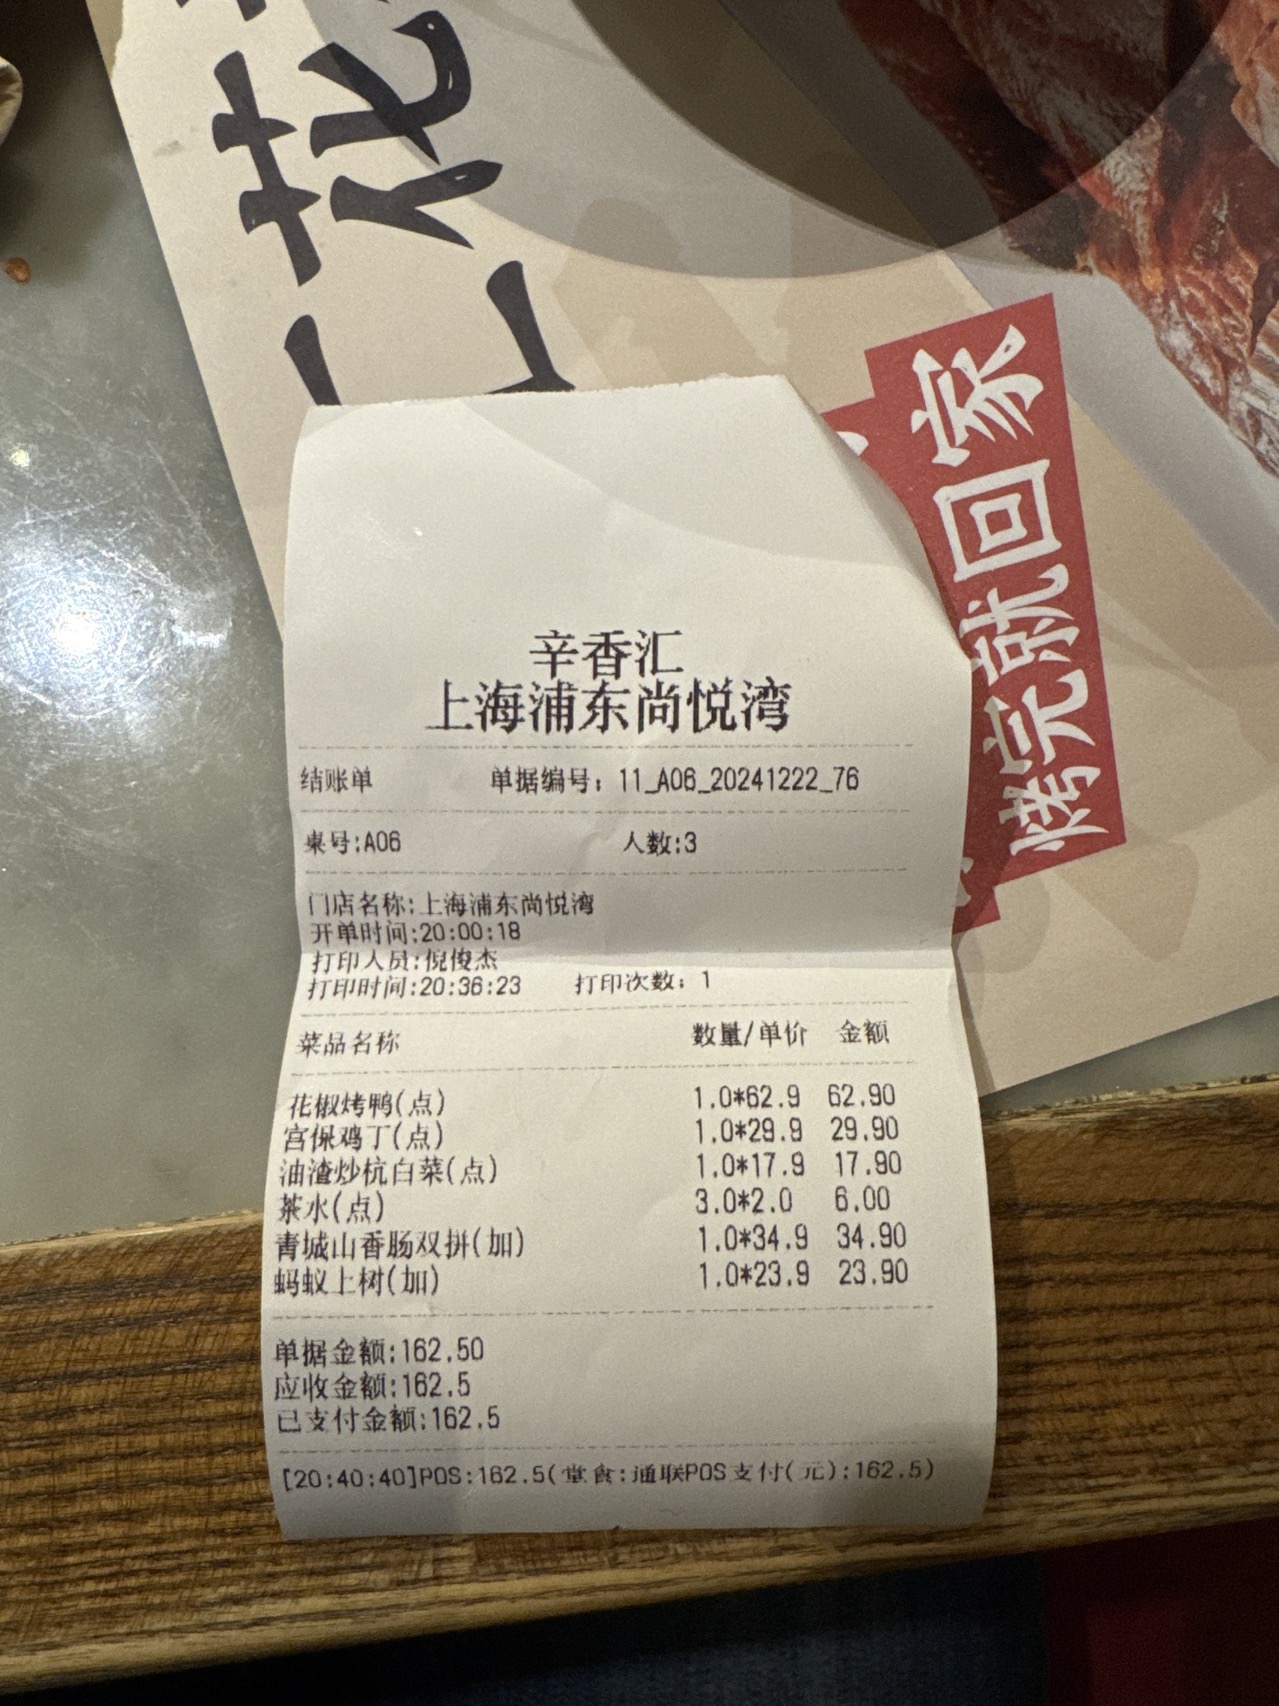 花
烤完就回家
辛香汇
上海浦东尚悦湾
结账单 单据编号：11_A06_20241222_76
桌号:A06 人数:3
门店名称:上海浦东尚悦湾
开单时间:20:00:18
打印人员:倪俊杰
打印时间:20:36:23 打印次数：1
菜品名称 数量/单价 金额
花椒烤鸭(点) 1.0*62.9 62.90
宫保鸡丁(点) 1.0*29.9 29.90
油渣炒杭白菜(点) 1.0*17.9 17.90
茶水(点) 3.0*2.0 6.00
青城山香肠双拼(加) 1.0*34.9 34.90
蚂蚁上树(加) 1.0*23.9 23.90
单据金额:162.50
应收金额:162.5
已支付金额:162.5
[20:40:40]POS:162.5(堂食:通联POS支付(元):162.5)